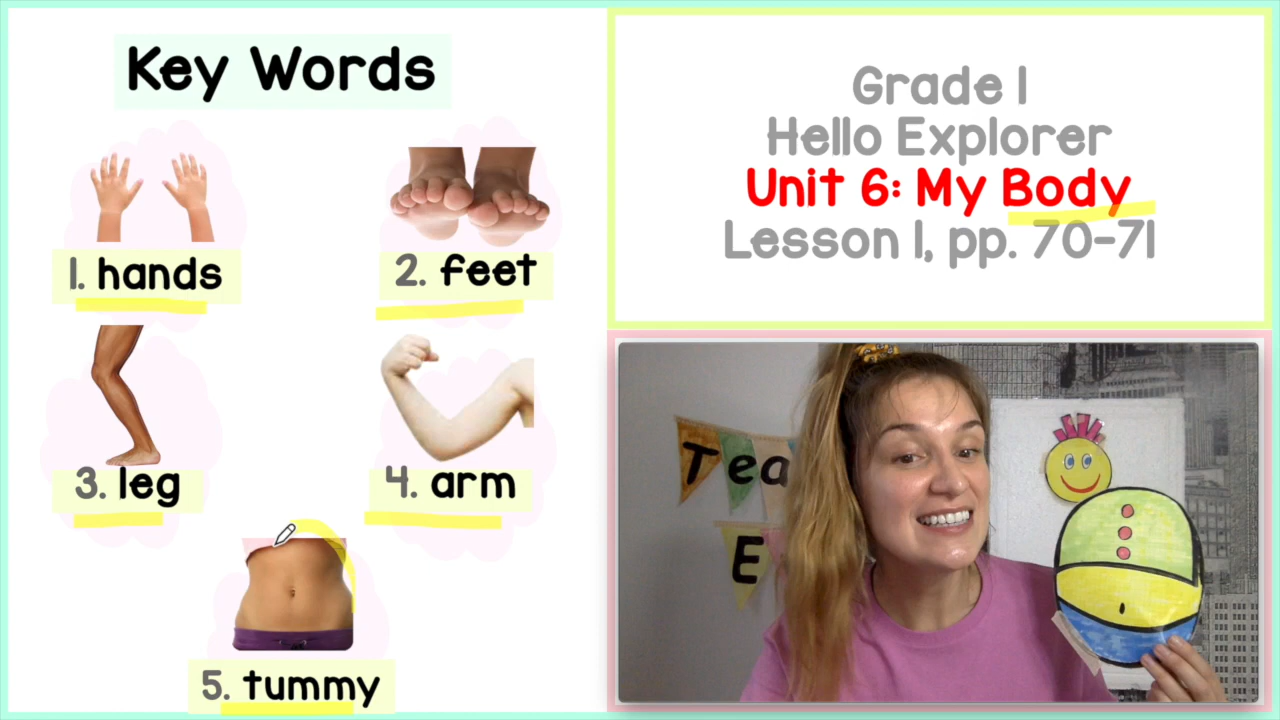 Key Words
1. hands
2. feet
3. leg
4. arm
5. tummy
Grade 1
Hello Explorer
Unit 6: My Body
Lesson 1, pp. 70-71
Tea
E